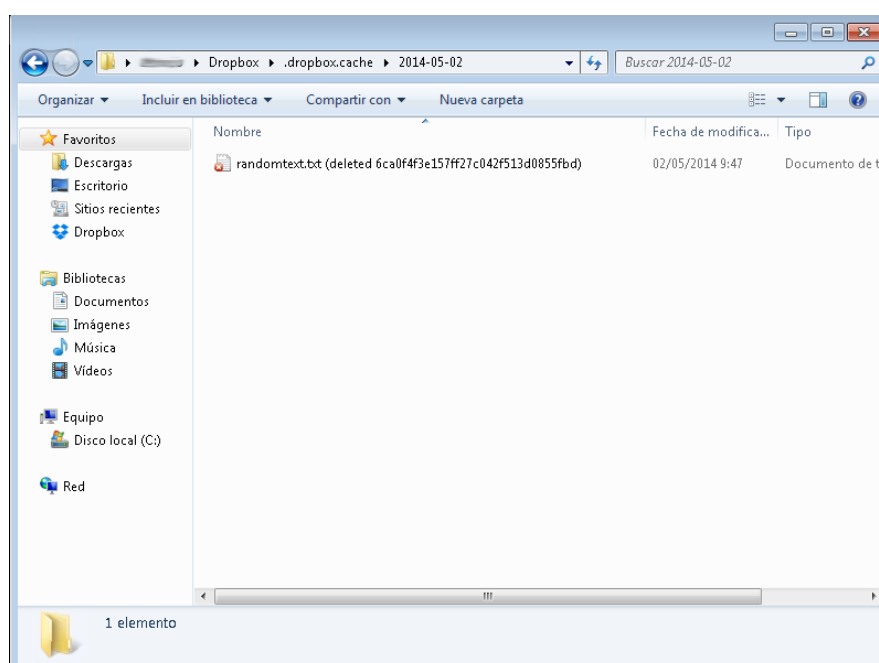 Dropbox .dropbox.cache 2014-05-02 Buscar 2014-05-02
Organizar Incluir en biblioteca Compartir con Nueva carpeta
Nombre Fecha de modifica... Tipo
randomtext.txt (deleted 6ca0f4f3e157ff27c042f513d0855fbd) 02/05/2014 9:47 Documento de t
Favoritos
Descargas
Escritorio
Sitios recientes
Dropbox
Bibliotecas
Documentos
Imágenes
Música
Vídeos
Equipo
Disco local (C:)
Red
1 elemento